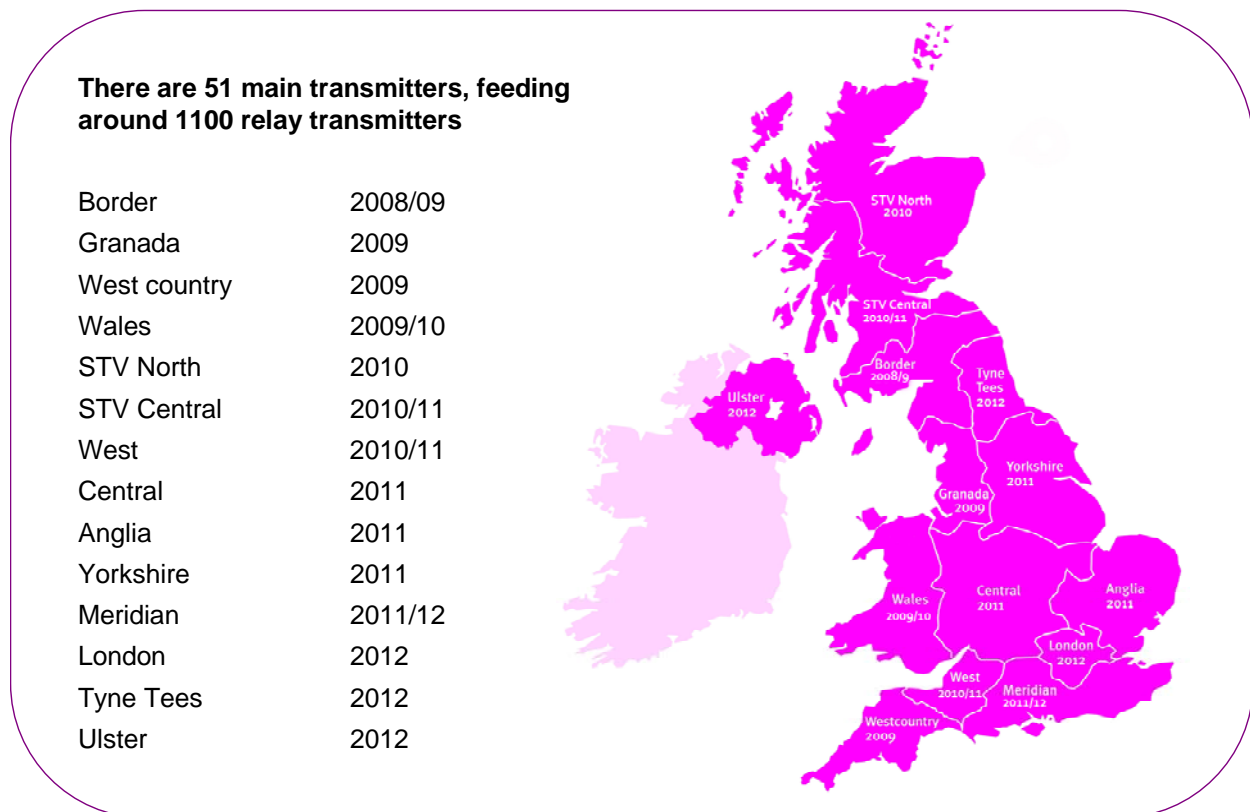 There are 51 main transmitters, feeding
around 1100 relay transmitters
Border 2008/09
Granada 2009
West country 2009
Wales 2009/10
STV North 2010
STV Central 2010/11
West 2010/11
Central 2011
Anglia 2011
Yorkshire 2011
Meridian 2011/12
London 2012
Tyne Tees 2012
Ulster 2012
STV North
2010
STV Central
2010/11
Border
2008/9
Tyne
Tees
2012
Ulster
2012
Yorkshire
2011
Granada
2009
Wales
2009/10
Central
2011
Anglia
2011
London
2012
West
2010/11
Meridian
2011/12
Westcountry
2009